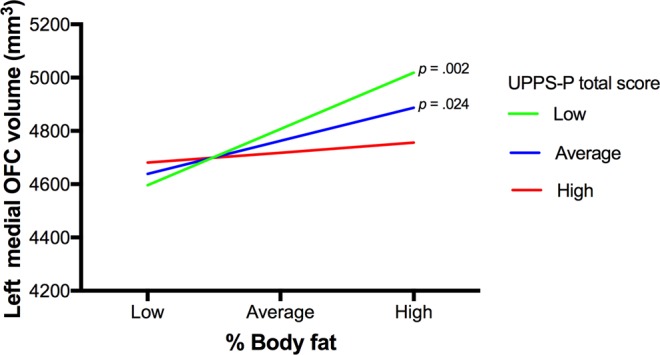 Left medial OFC volume (mm³)
5200
5000
4800
4600
4400
4200
Low
Average
High
% Body fat
p = .002
p = .024
UPPS-P total score
Low
Average
High